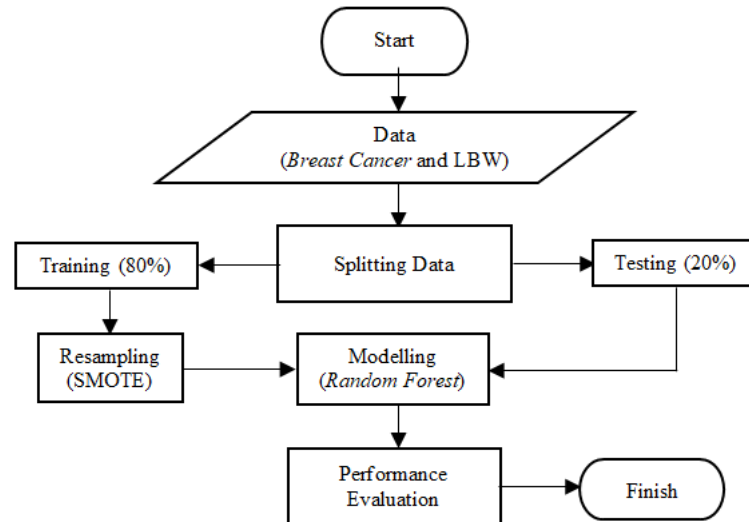 Start
Data
(Breast Cancer and LBW)
Training (80%)
Splitting Data
Testing (20%)
Resampling
(SMOTE)
Modelling
(Random Forest)
Performance
Evaluation
Finish